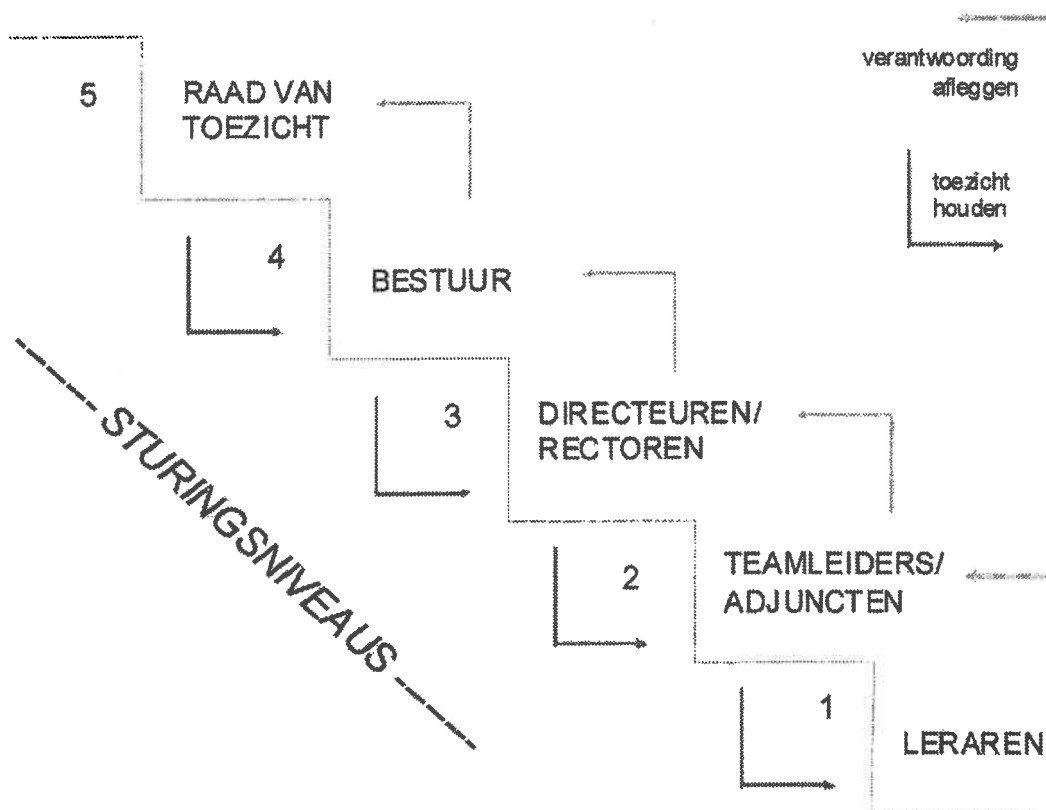 verantwoording
afleggen
5
RAAD VAN
TOEZICHT
toezicht
houden
4
BESTUUR
3
DIRECTEUREN/
RECTOREN
STURINGSNIVEAUS
2
TEAMLEIDERS/
ADJUNCTEN
1
LERAREN